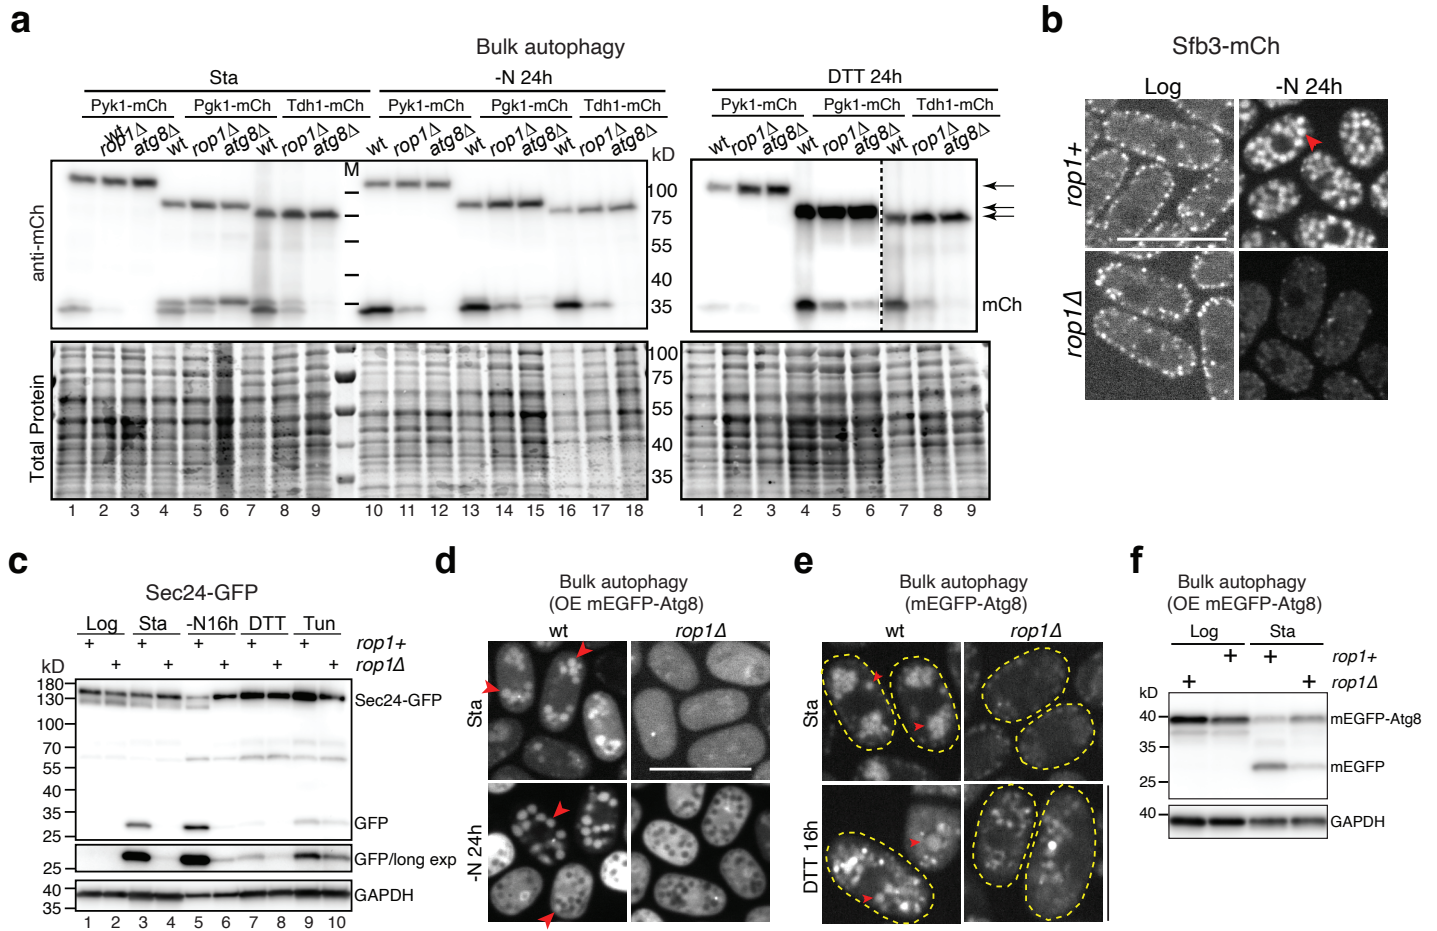 a
Bulk autophagy
Sta
-N 24h
DTT 24h
Pyk1-mCh Pgk1-mCh Tdh1-mCh Pyk1-mCh Pgk1-mCh Tdh1-mCh
Pyk1-mCh Pgk1-mCh Tdh1-mCh
wt rop1Δ atg8Δ wt rop1Δ atg8Δ wt rop1Δ atg8Δ wt rop1Δ atg8Δ wt rop1Δ atg8Δ wt rop1Δ atg8Δ
wt rop1Δ atg8Δ wt rop1Δ atg8Δ wt rop1Δ atg8Δ
kD
M
100
75
55
40
35
anti-mCh
mCh
Total Protein
100
75
55
40
35
1 2 3 4 5 6 7 8 9 10 11 12 13 14 15 16 17 18
1 2 3 4 5 6 7 8 9
b
Sfb3-mCh
Log -N 24h
rop1+
rop1Δ
c
Sec24-GFP
Log Sta -N16h DTT Tun
+ + + + + rop1+
+ + + + + rop1Δ
kD
180
130
100
70
55
40
35
25
Sec24-GFP
GFP
25
GFP/long exp
40
35
GAPDH
1 2 3 4 5 6 7 8 9 10
d
Bulk autophagy
(OE mEGFP-Atg8)
wt rop1Δ
Sta
-N 24h
e
Bulk autophagy
(mEGFP-Atg8)
wt rop1Δ
Sta
DTT 16h
f
Bulk autophagy
(OE mEGFP-Atg8)
Log Sta
+ + rop1+
+ + rop1Δ
kD
40
35
25
mEGFP-Atg8
mEGFP
40
GAPDH